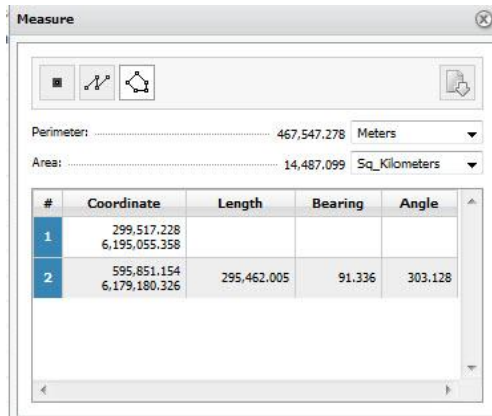 Measure
Perimeter: 467,547.278 Meters
Area: 14,487.099 Sq_Kilometers
# Coordinate Length Bearing Angle
1 299,517.228
6,195,055.358
2 595,851.154
6,179,180.326 295,462.005 91.336 303.128